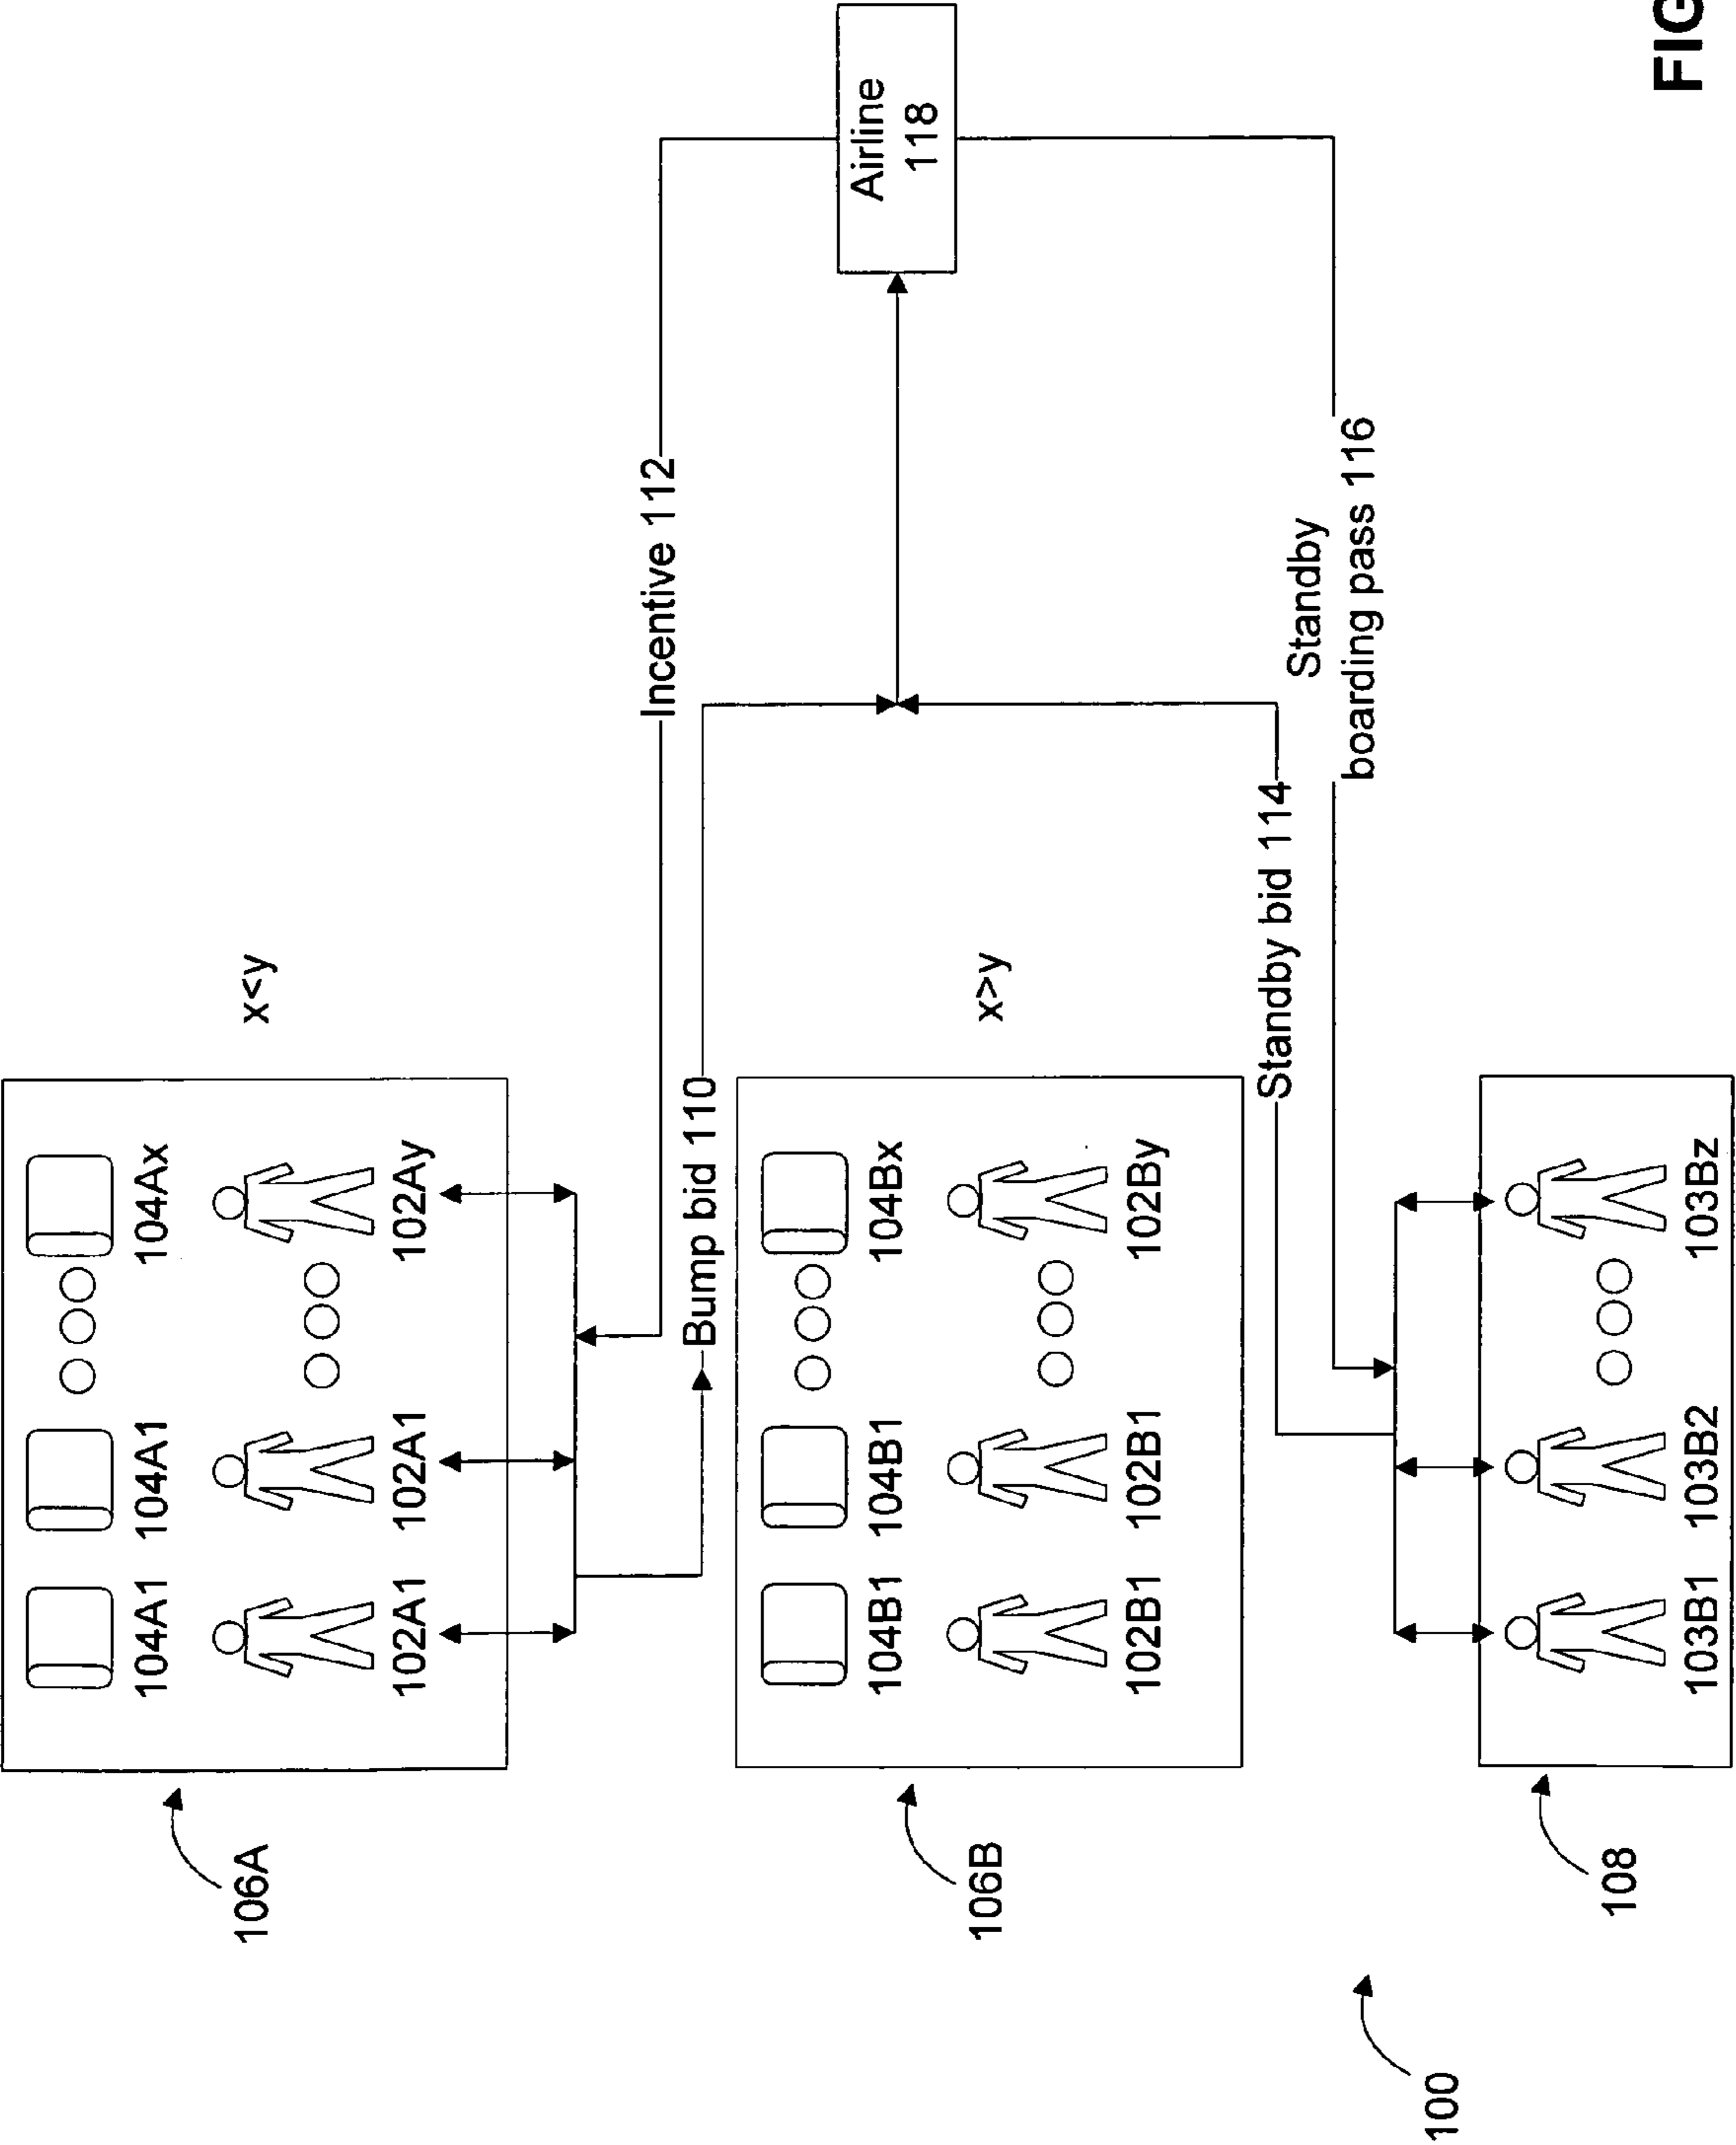 104A1 104A1 104Ax
106A
x<y
102A1 102A1 102Ay
Incentive 112
Bump bid 110
Airline
118
104B1 104B1 104Bx
106B
x>y
102B1 102B1 102By
Standby bid 114
Standby
boarding pass 116
100
108
103B1 103B2 103Bz
FIG